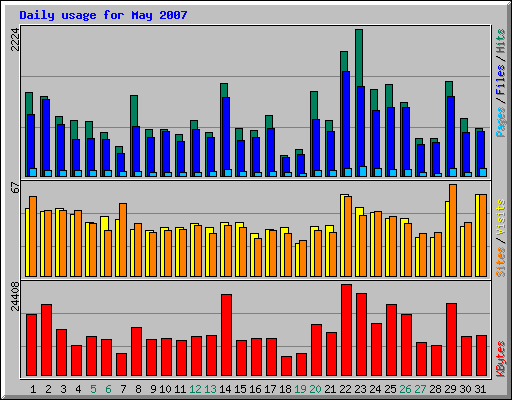 Daily usage for May 2007
2224
Pages / Files / Hits
67
Sites / Visits
24408
KBytes
1 2 3 4 5 6 7 8 9 10 11 12 13 14 15 16 17 18 19 20 21 22 23 24 25 26 27 28 29 30 31